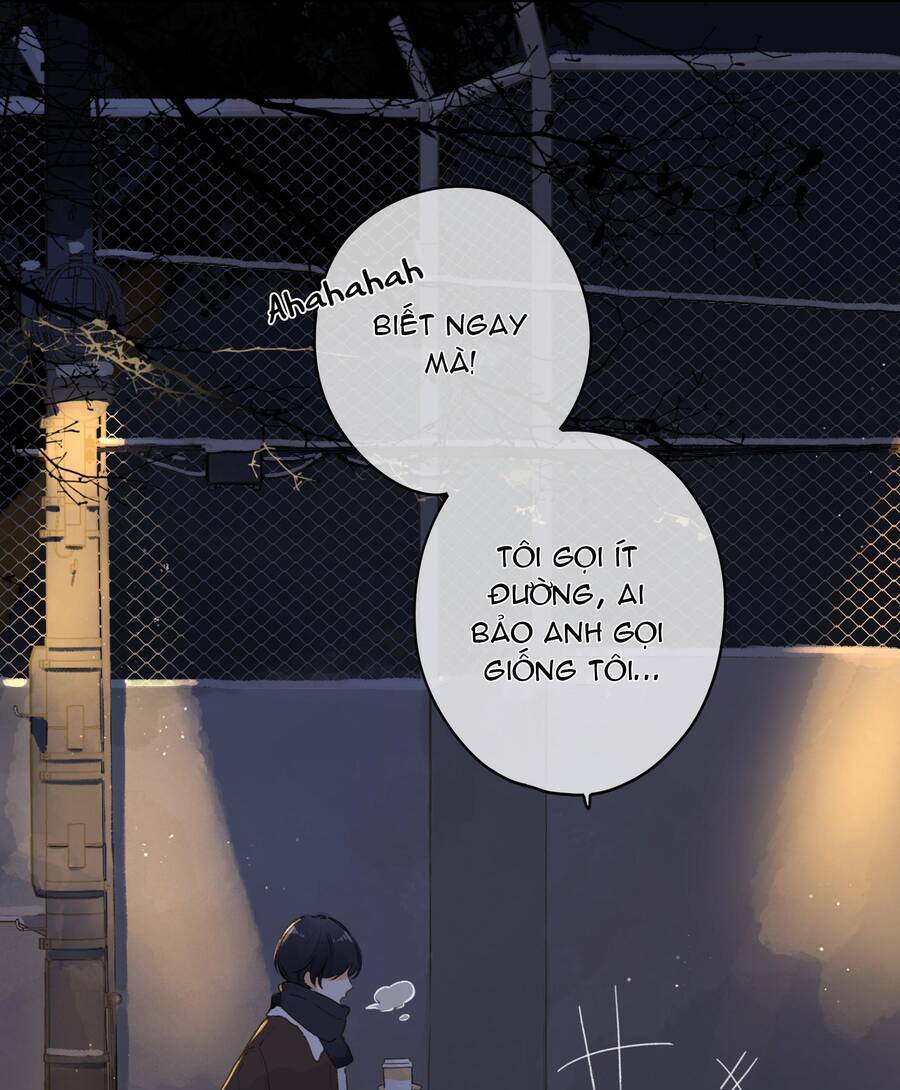 Ahahahah
BIẾT NGAY
MÀ!
TÔI GỌI ÍT
ĐƯỜNG, AI
BẢO ANH GỌI
GIỐNG TÔI...